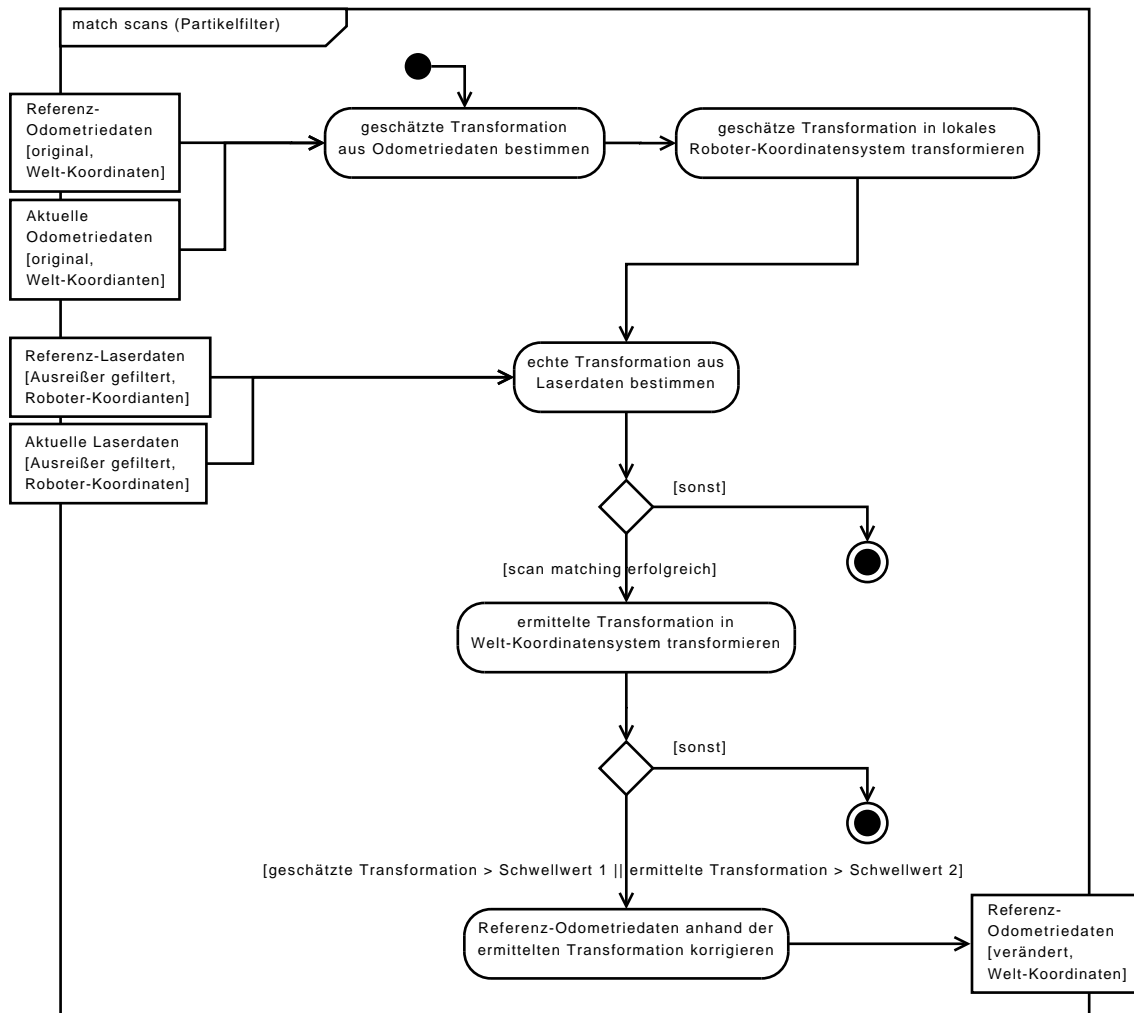 match scans (Partikelfilter)
Referenz-
Odometriedaten
[original,
Welt-Koordinaten]
geschätzte Transformation
aus Odometriedaten bestimmen
geschätze Transformation in lokales
Roboter-Koordinatensystem transformieren
Aktuelle
Odometriedaten
[original,
Welt-Koordianten]
Referenz-Laserdaten
[Ausreißer gefiltert,
Roboter-Koordianten]
echte Transformation aus
Laserdaten bestimmen
Aktuelle Laserdaten
[Ausreißer gefiltert,
Roboter-Koordinaten]
[sonst]
[scan matching erfolgreich]
ermittelte Transformation in
Welt-Koordinatensystem transformieren
[sonst]
[geschätzte Transformation > Schwellwert 1 || ermittelte Transformation > Schwellwert 2]
Referenz-Odometriedaten anhand der
ermittelten Transformation korrigieren
Referenz-
Odometriedaten
[verändert,
Welt-Koordinaten]